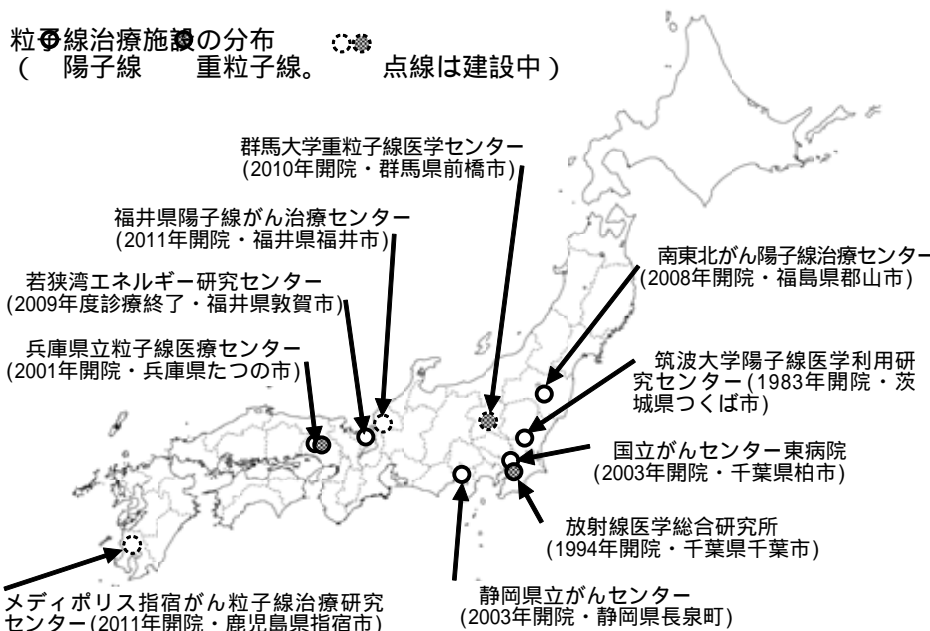 粒子線治療施設の分布
(　陽子線　　重粒子線。　　点線は建設中)
群馬大学重粒子線医学センター
(2010年開院・群馬県前橋市)
福井県陽子線がん治療センター
(2011年開院・福井県福井市)
南東北がん陽子線治療センター
(2008年開院・福島県郡山市)
若狭湾エネルギー研究センター
(2009年度診療終了・福井県敦賀市)
兵庫県立粒子線医療センター
(2001年開院・兵庫県たつの市)
筑波大学陽子線医学利用研
究センター(1983年開院・茨
城県つくば市)
国立がんセンター東病院
(2003年開院・千葉県柏市)
放射線医学総合研究所
(1994年開院・千葉県千葉市)
静岡県立がんセンター
(2003年開院・静岡県長泉町)
メディポリス指宿がん粒子線治療研究
センター(2011年開院・鹿児島県指宿市)